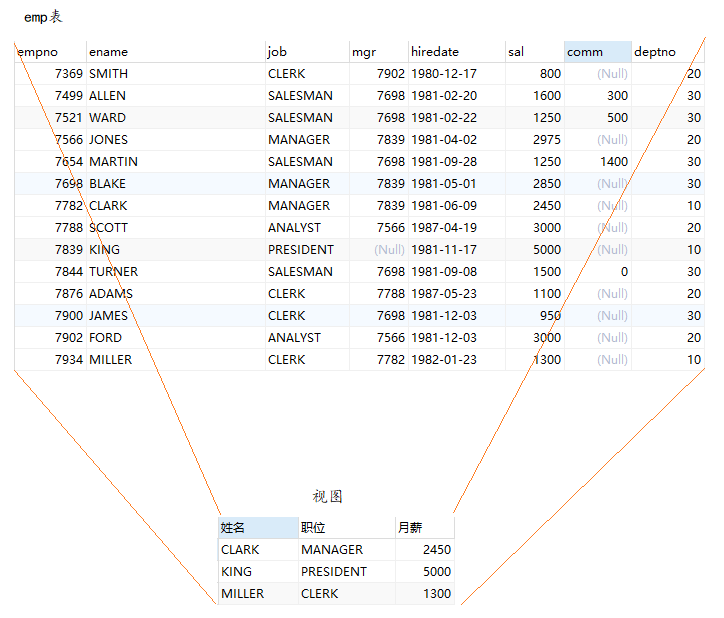 emp表
empno ename job mgr hiredate sal comm deptno
7369 SMITH CLERK 7902 1980-12-17 800 (Null) 20
7499 ALLEN SALESMAN 7698 1981-02-20 1600 300 30
7521 WARD SALESMAN 7698 1981-02-22 1250 500 30
7566 JONES MANAGER 7839 1981-04-02 2975 (Null) 20
7654 MARTIN SALESMAN 7698 1981-09-28 1250 1400 30
7698 BLAKE MANAGER 7839 1981-05-01 2850 (Null) 30
7782 CLARK MANAGER 7839 1981-06-09 2450 (Null) 10
7788 SCOTT ANALYST 7566 1987-04-19 3000 (Null) 20
7839 KING PRESIDENT (Null) 1981-11-17 5000 (Null) 10
7844 TURNER SALESMAN 7698 1981-09-08 1500 0 30
7876 ADAMS CLERK 7788 1987-05-23 1100 (Null) 20
7900 JAMES CLERK 7698 1981-12-03 950 (Null) 30
7902 FORD ANALYST 7566 1981-12-03 3000 (Null) 20
7934 MILLER CLERK 7782 1982-01-23 1300 (Null) 10
视图
姓名 职位 月薪
CLARK MANAGER 2450
KING PRESIDENT 5000
MILLER CLERK 1300